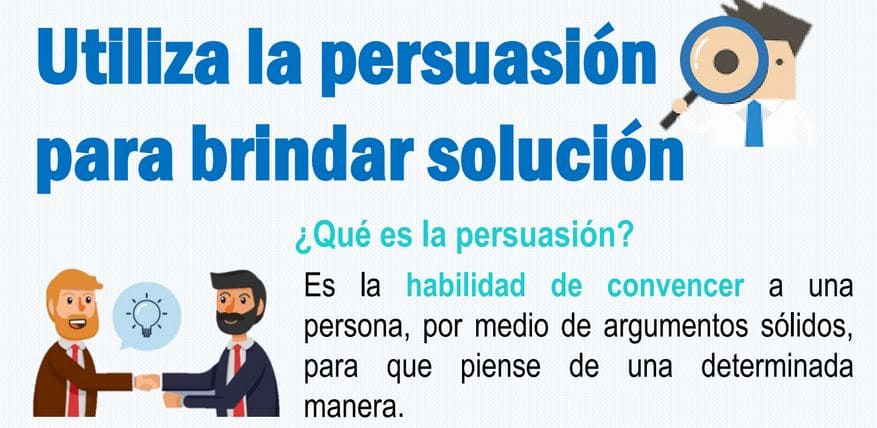 Utiliza la persuasión
para brindar solución
¿Qué es la persuasión?
Es la habilidad de convencer a una
persona, por medio de argumentos sólidos,
para que piense de una determinada
manera.